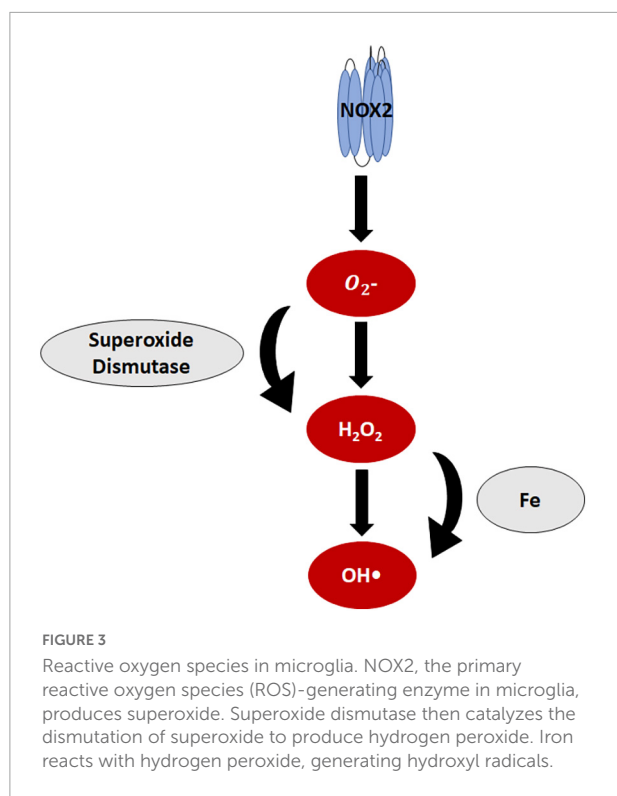 NOX2
O₂-
Superoxide
Dismutase
H₂O₂
Fe
OH•
FIGURE 3
Reactive oxygen species in microglia. NOX2, the primary
reactive oxygen species (ROS)-generating enzyme in microglia,
produces superoxide. Superoxide dismutase then catalyzes the
dismutation of superoxide to produce hydrogen peroxide. Iron
reacts with hydrogen peroxide, generating hydroxyl radicals.